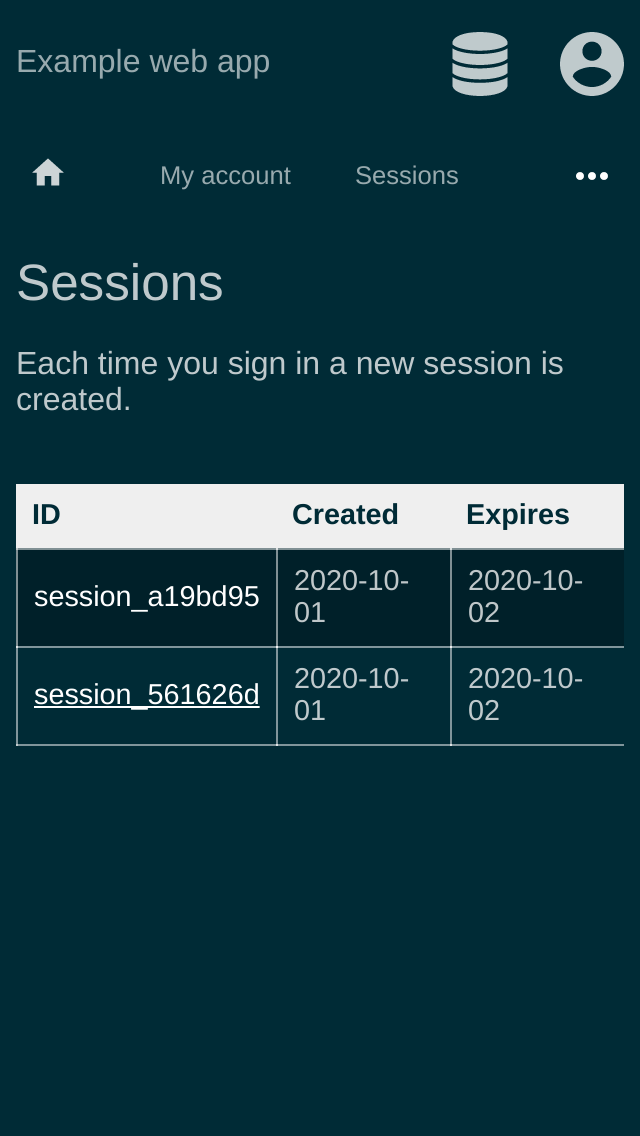 Example web app
My account Sessions
Sessions
Each time you sign in a new session is
created.
ID Created Expires
session_a19bd95 2020-10-01 2020-10-02
session_561626d 2020-10-01 2020-10-02